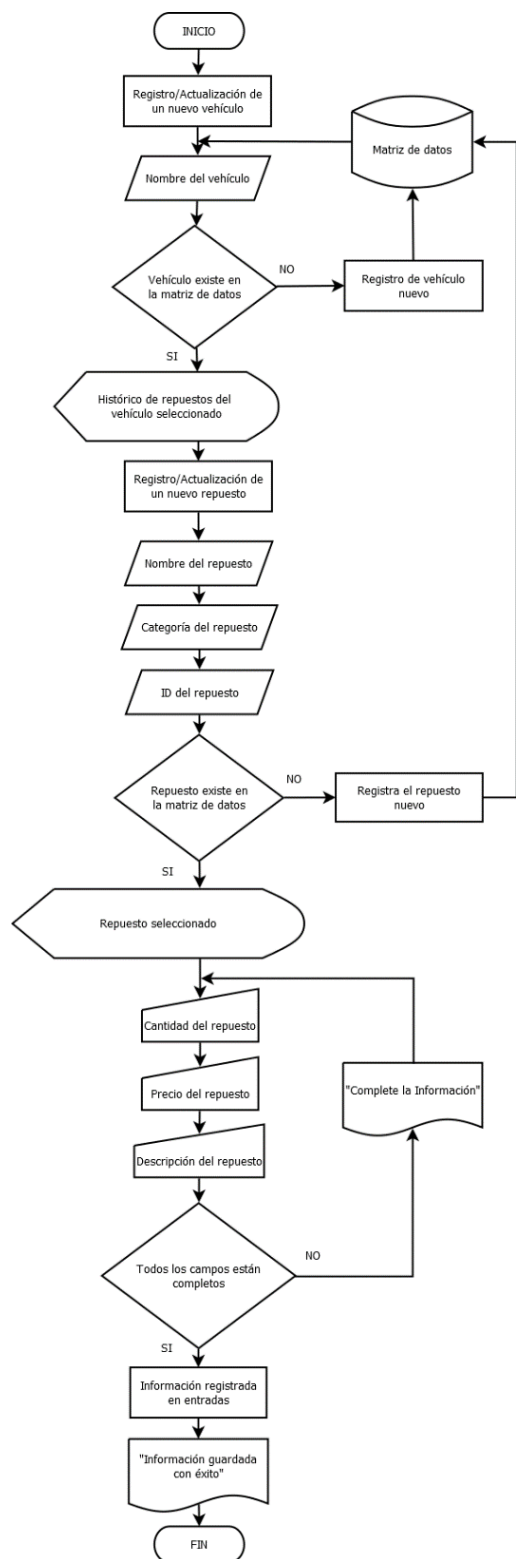 INICIO
Registro/Actualización de
un nuevo vehículo
Matriz de datos
Nombre del vehículo
Vehículo existe en
la matriz de datos
NO
Registro de vehículo
nuevo
SI
Histórico de repuestos del
vehículo seleccionado
Registro/Actualización de
un nuevo repuesto
Nombre del repuesto
Categoría del repuesto
ID del repuesto
Repuesto existe en
la matriz de datos
NO
Registra el repuesto
nuevo
SI
Repuesto seleccionado
Cantidad del repuesto
Precio del repuesto
"Complete la Información"
Descripción del repuesto
Todos los campos están
completos
NO
SI
Información registrada
en entradas
"Información guardada
con éxito"
FIN